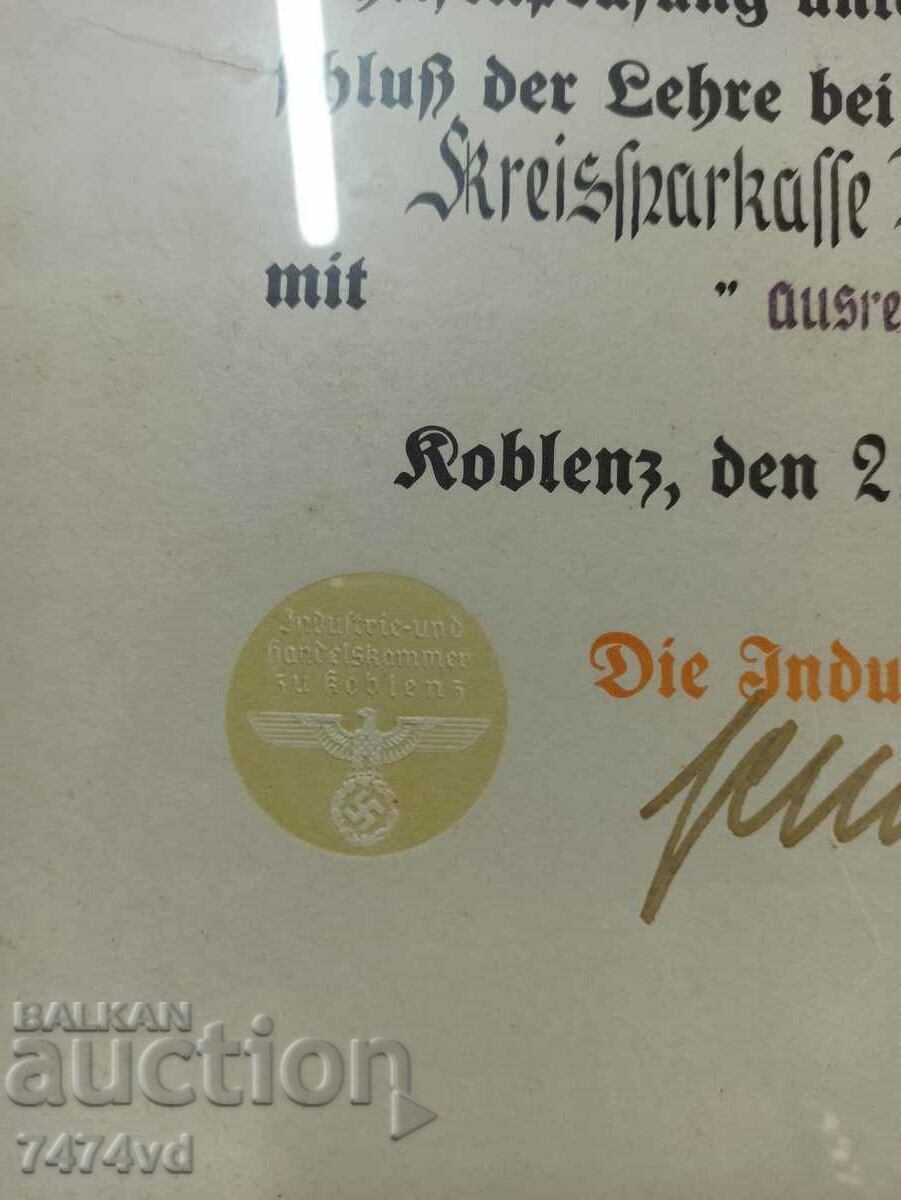 schluß der Lehre bei
Kreissparkasse
mit " ausre
Koblenz, den 2.
Industrie-und
Handelskammer
zu Koblenz
Die Indu
BALKAN
auction
7474vd